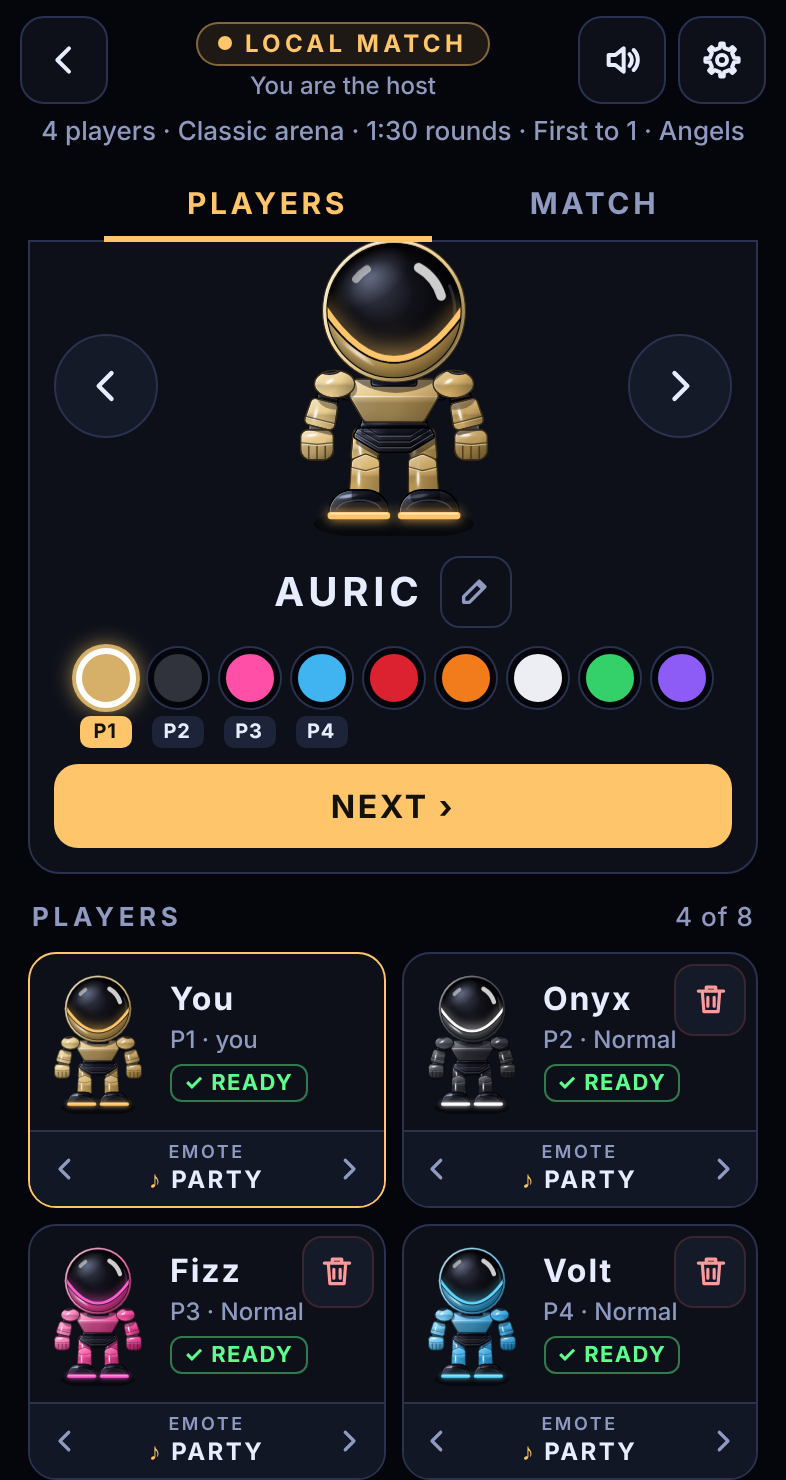 LOCAL MATCH
You are the host
4 players · Classic arena · 1:30 rounds · First to 1 · Angels
PLAYERS MATCH
AURIC
P1 P2 P3 P4
NEXT ›
PLAYERS 4 of 8
You
P1 · you
✓ READY
EMOTE
♪ PARTY
Onyx
P2 · Normal
✓ READY
EMOTE
♪ PARTY
Fizz
P3 · Normal
✓ READY
EMOTE
♪ PARTY
Volt
P4 · Normal
✓ READY
EMOTE
♪ PARTY